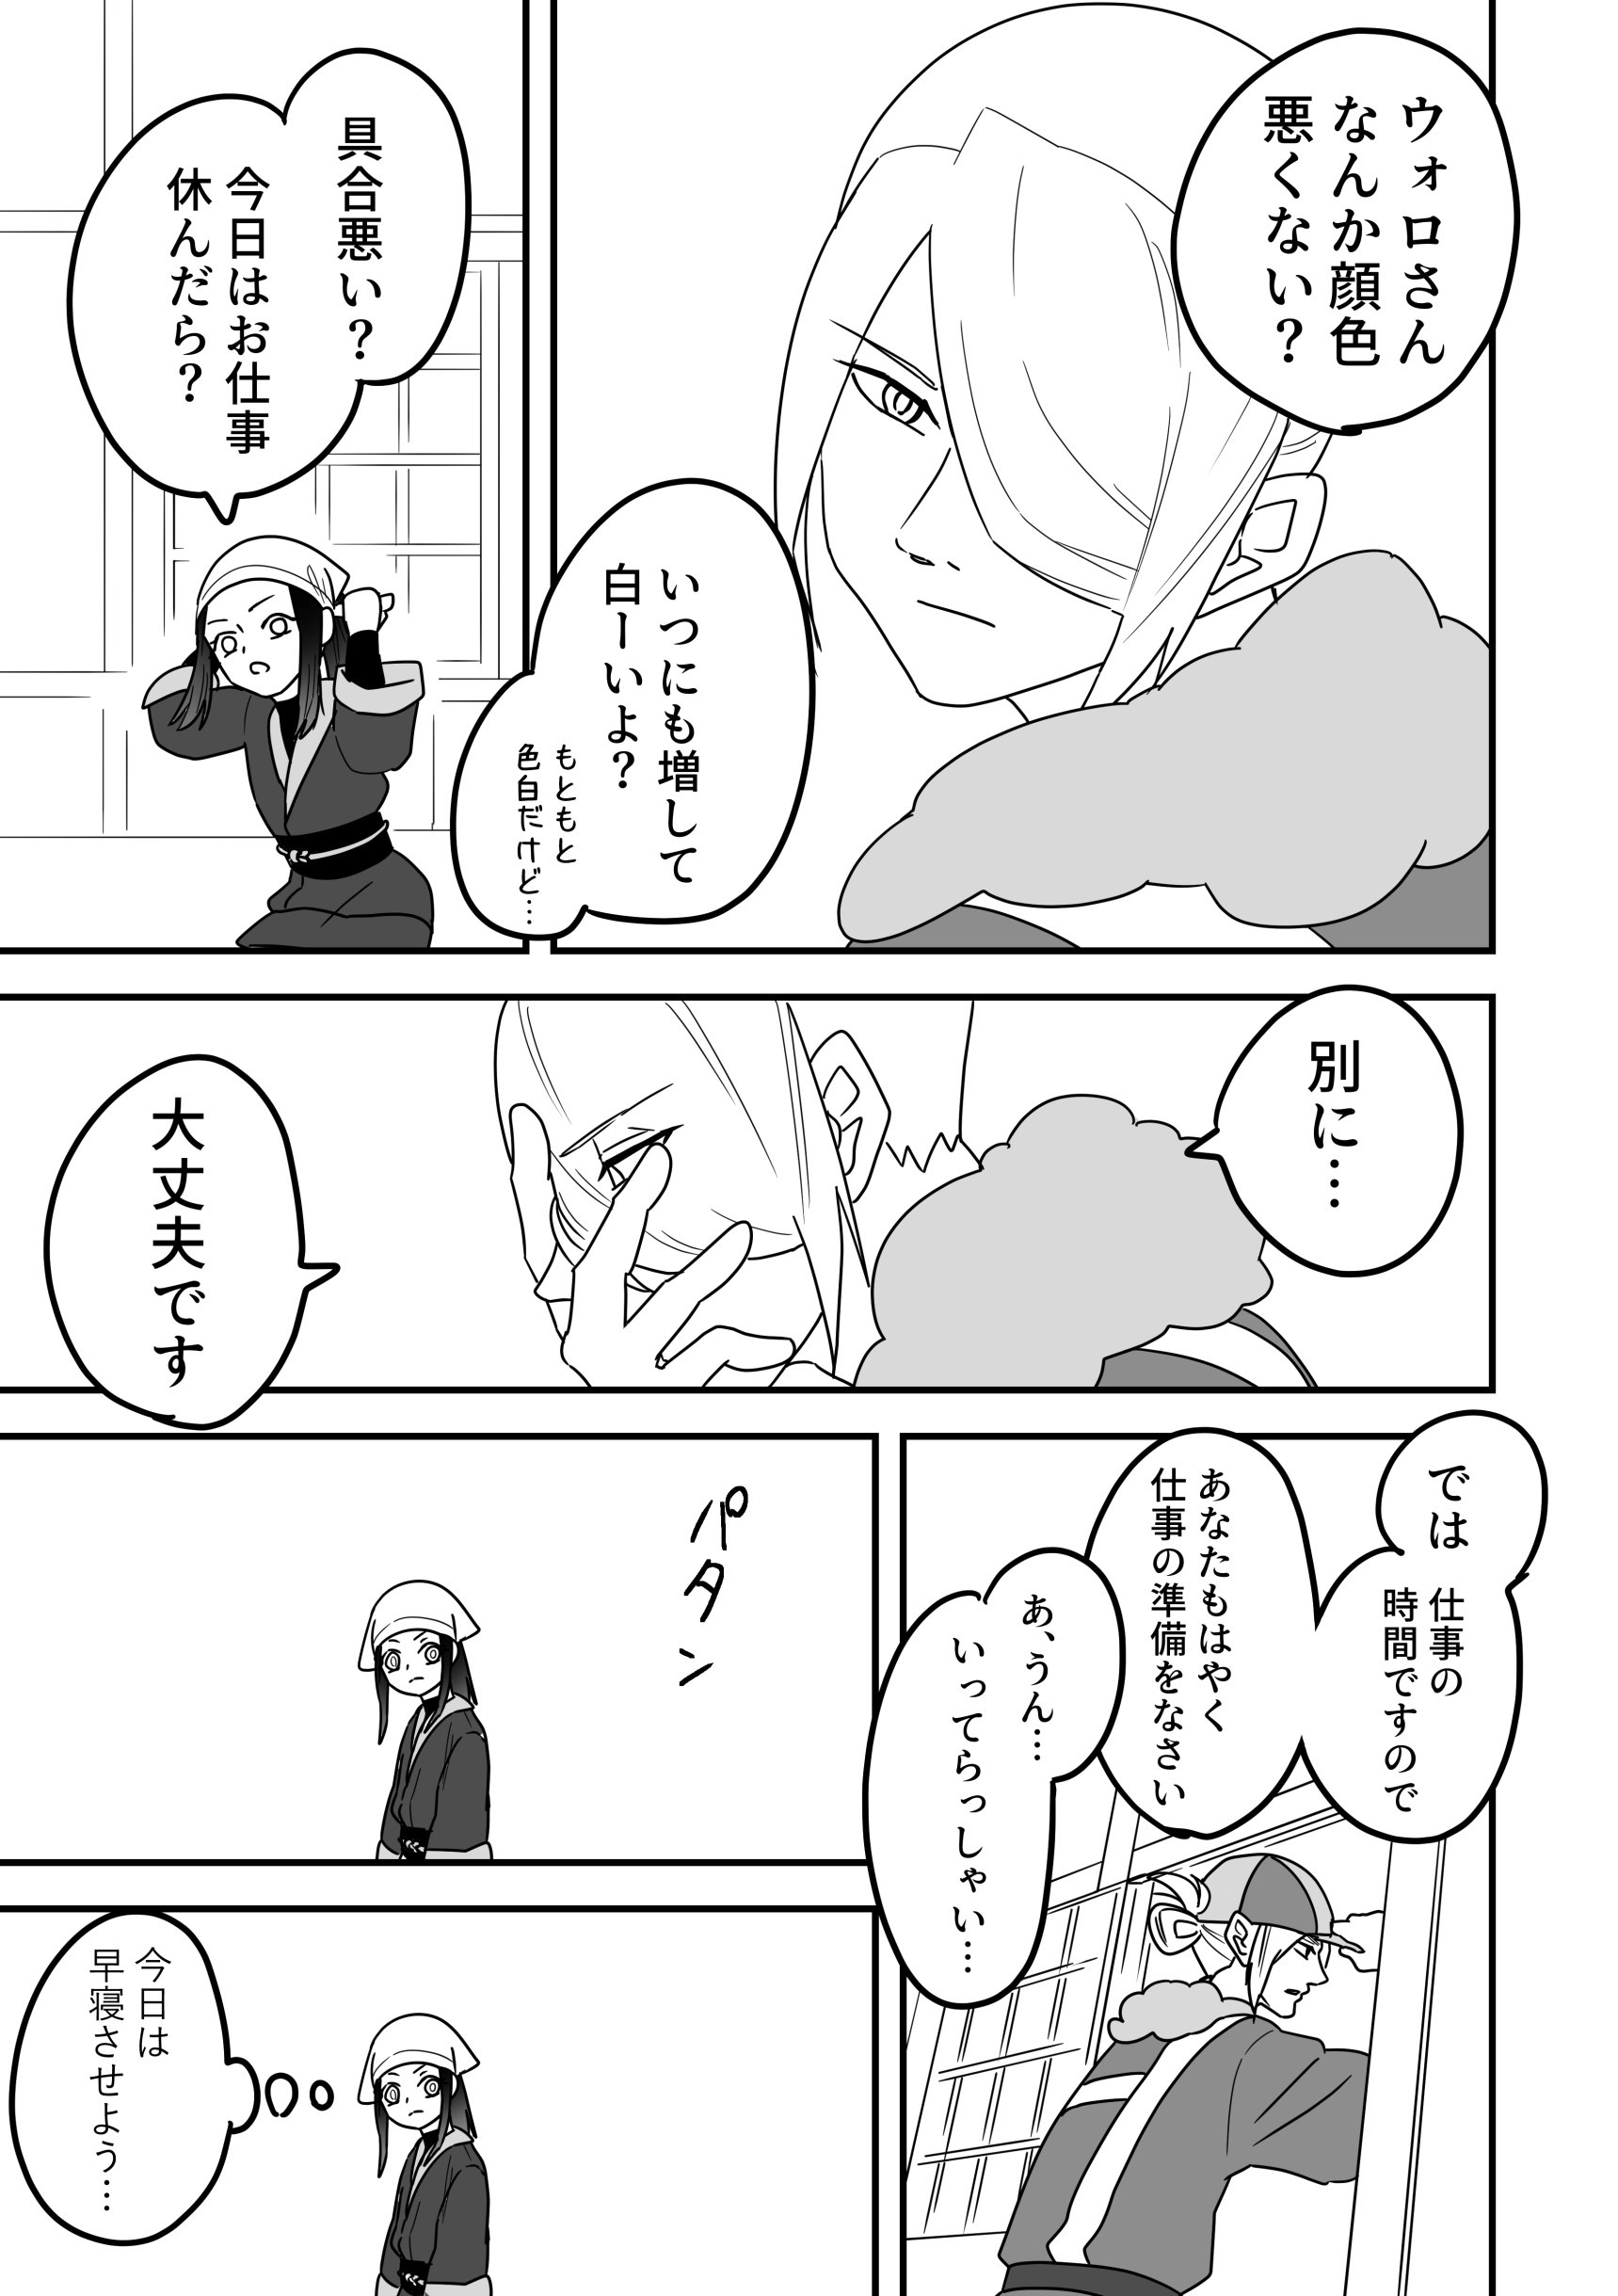 ウォロさん
なんか顔色
悪くない？
いつにも増して
白ーいよ？
もともと
色白だけど…
具合悪い？
今日はお仕事
休んだら？
別に…
大丈夫です
では
仕事の
時間ですので
あなたもはやく
仕事の準備をなさい
あ、うん…
いってらっしゃい…
パタン
今日は
早寝させよう…